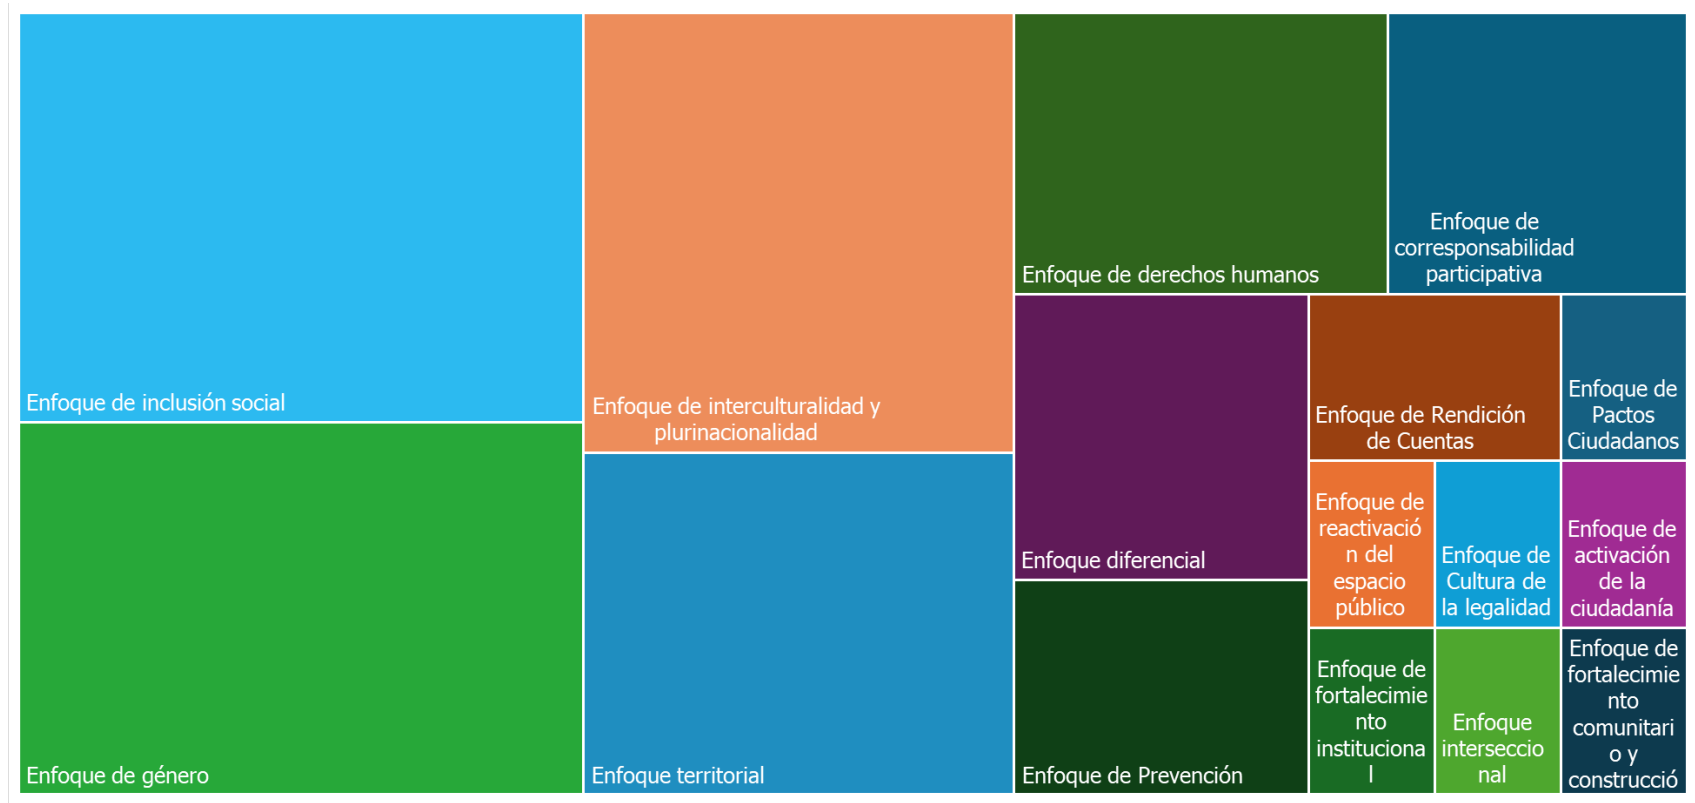 Enfoque de inclusión social
Enfoque de género
Enfoque de interculturalidad y
plurinacionalidad
Enfoque territorial
Enfoque de derechos humanos
Enfoque de
corresponsabilidad
participativa
Enfoque diferencial
Enfoque de Prevención
Enfoque de Rendición
de Cuentas
Enfoque de
Pactos
Ciudadanos
Enfoque de
reactivació
n del
espacio
público
Enfoque de
Cultura de
la legalidad
Enfoque de
activación
de la
ciudadanía
Enfoque de
fortalecimie
nto
instituciona
l
Enfoque
interseccio
nal
Enfoque de
fortalecimie
nto
comunitari
o y
construcció